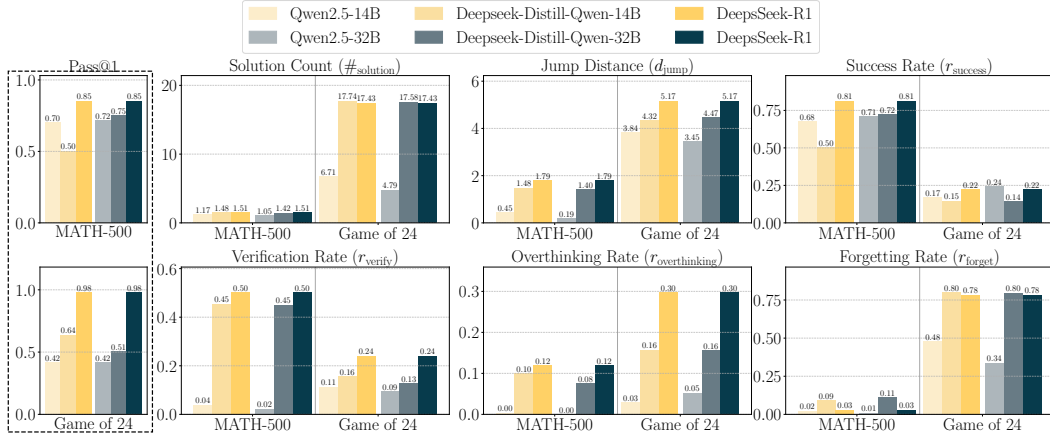 Qwen2.5-14B Deepseek-Distill-Qwen-14B DeepsSeek-R1
Qwen2.5-32B Deepseek-Distill-Qwen-32B DeepsSeek-R1
Pass@1
1.0
0.5
0.0
0.70 0.50 0.85 0.72 0.75 0.85
MATH-500
Solution Count (#solution)
20
10
0
1.17 1.48 1.51 1.05 1.42 1.51
6.71 17.74 17.43 4.79 17.58 17.43
MATH-500 Game of 24
Jump Distance (djump)
6
4
2
0
0.45 1.48 1.79 0.19 1.40 1.79
3.84 4.32 5.17 3.45 4.47 5.17
MATH-500 Game of 24
Success Rate (rsuccess)
0.75
0.50
0.25
0.00
0.68 0.50 0.81 0.71 0.72 0.81
0.17 0.15 0.22 0.24 0.14 0.22
MATH-500 Game of 24
1.0
0.5
0.0
0.42 0.64 0.98 0.42 0.51 0.98
Game of 24
Verification Rate (rverify)
0.6
0.4
0.2
0.0
0.04 0.45 0.50 0.02 0.45 0.50
0.11 0.16 0.24 0.09 0.13 0.24
MATH-500 Game of 24
Overthinking Rate (roverthinking)
0.3
0.2
0.1
0.0
0.00 0.10 0.12 0.00 0.08 0.12
0.03 0.16 0.30 0.05 0.16 0.30
MATH-500 Game of 24
Forgetting Rate (rforget)
0.75
0.50
0.25
0.00
0.02 0.09 0.03 0.01 0.11 0.03
0.48 0.80 0.78 0.34 0.80 0.78
MATH-500 Game of 24